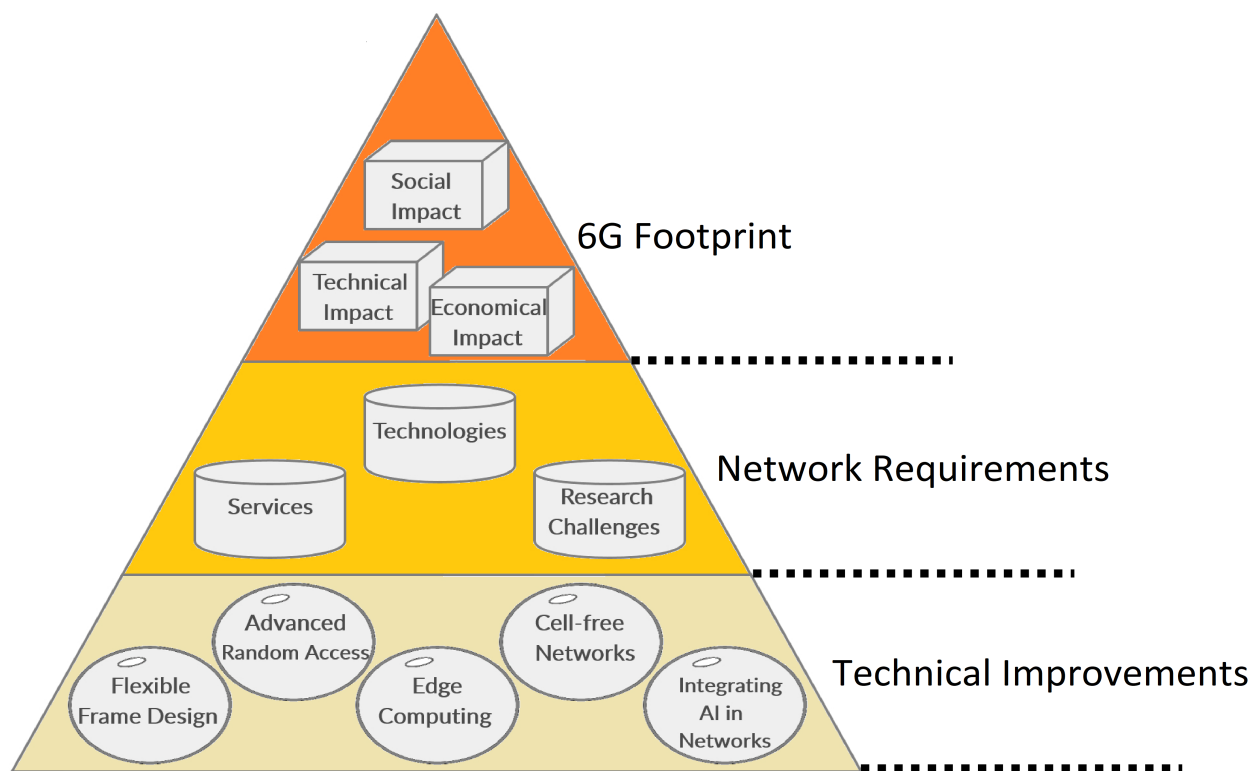 Social
Impact
6G Footprint
Technical
Impact
Economical
Impact
Technologies
Network Requirements
Services
Research
Challenges
Advanced
Random Access
Cell-free
Networks
Technical Improvements
Flexible
Frame Design
Edge
Computing
Integrating
AI in
Networks